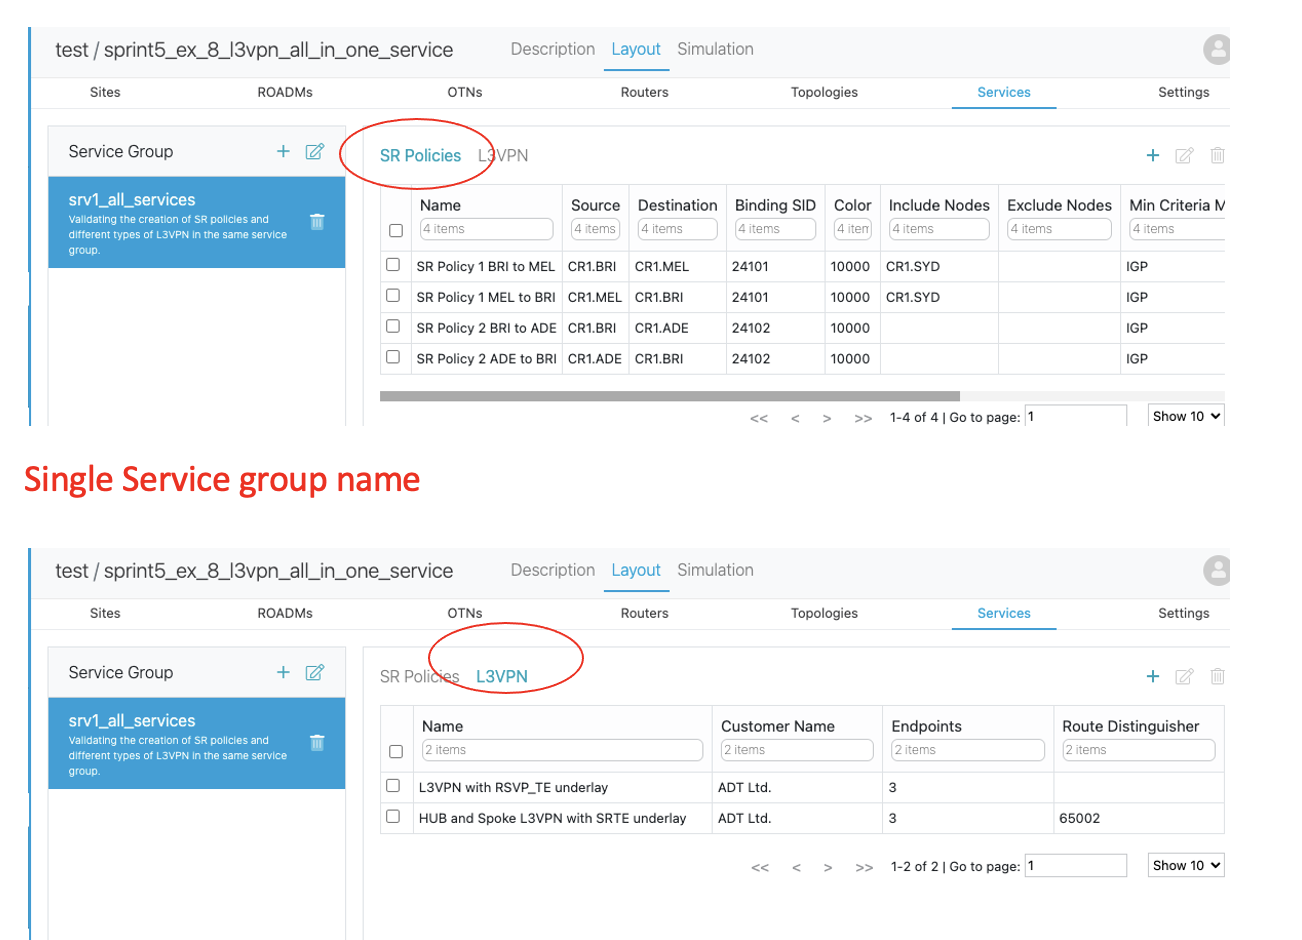 test / sprint5_ex_8_l3vpn_all_in_one_service Description Layout Simulation
Sites ROADMs OTNs Routers Topologies Services Settings
Service Group + SR Policies L3VPN +
srv1_all_services
Validating the creation of SR policies and
different types of L3VPN in the same service
group.
Name Source Destination Binding SID Color Include Nodes Exclude Nodes Min Criteria M
4 items 4 items 4 items 4 items 4 item 4 items 4 items 4 items
SR Policy 1 BRI to MEL CR1.BRI CR1.MEL 24101 10000 CR1.SYD IGP
SR Policy 1 MEL to BRI CR1.MEL CR1.BRI 24101 10000 CR1.SYD IGP
SR Policy 2 BRI to ADE CR1.BRI CR1.ADE 24102 10000 IGP
SR Policy 2 ADE to BRI CR1.ADE CR1.BRI 24102 10000 IGP
<< < > >> 1-4 of 4 | Go to page: 1 Show 10
Single Service group name
test / sprint5_ex_8_l3vpn_all_in_one_service Description Layout Simulation
Sites ROADMs OTNs Routers Topologies Services Settings
Service Group + SR Policies L3VPN +
srv1_all_services
Validating the creation of SR policies and
different types of L3VPN in the same service
group.
Name Customer Name Endpoints Route Distinguisher
2 items 2 items 2 items 2 items
L3VPN with RSVP_TE underlay ADT Ltd. 3
HUB and Spoke L3VPN with SRTE underlay ADT Ltd. 3 65002
<< < > >> 1-2 of 2 | Go to page: 1 Show 10